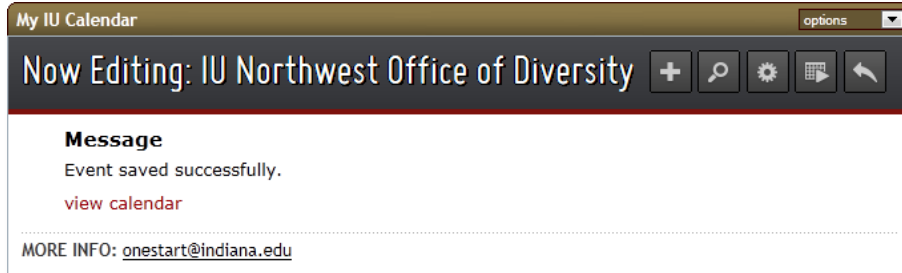 My IU Calendar
options
Now Editing: IU Northwest Office of Diversity
Message
Event saved successfully.
view calendar
MORE INFO: onestart@indiana.edu